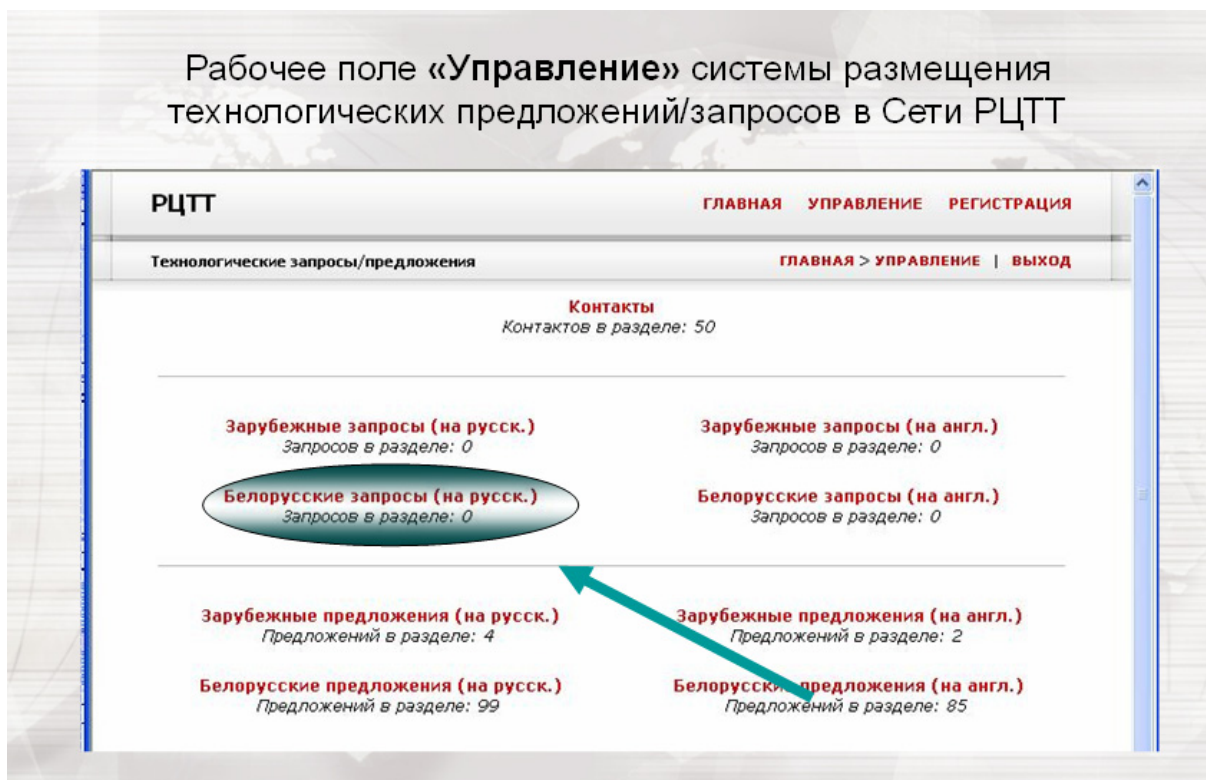 Рабочее поле «Управление» системы размещения
технологических предложений/запросов в Сети РЦТТ
РЦТТ
ГЛАВНАЯ УПРАВЛЕНИЕ РЕГИСТРАЦИЯ
Технологические запросы/предложения
ГЛАВНАЯ > УПРАВЛЕНИЕ | ВЫХОД
Контакты
Контактов в разделе: 50
Зарубежные запросы (на русск.)
Запросов в разделе: 0
Зарубежные запросы (на англ.)
Запросов в разделе: 0
Белорусские запросы (на русск.)
Запросов в разделе: 0
Белорусские запросы (на англ.)
Запросов в разделе: 0
Зарубежные предложения (на русск.)
Предложений в разделе: 4
Зарубежные предложения (на англ.)
Предложений в разделе: 2
Белорусские предложения (на русск.)
Предложений в разделе: 99
Белорусские предложения (на англ.)
Предложений в разделе: 85